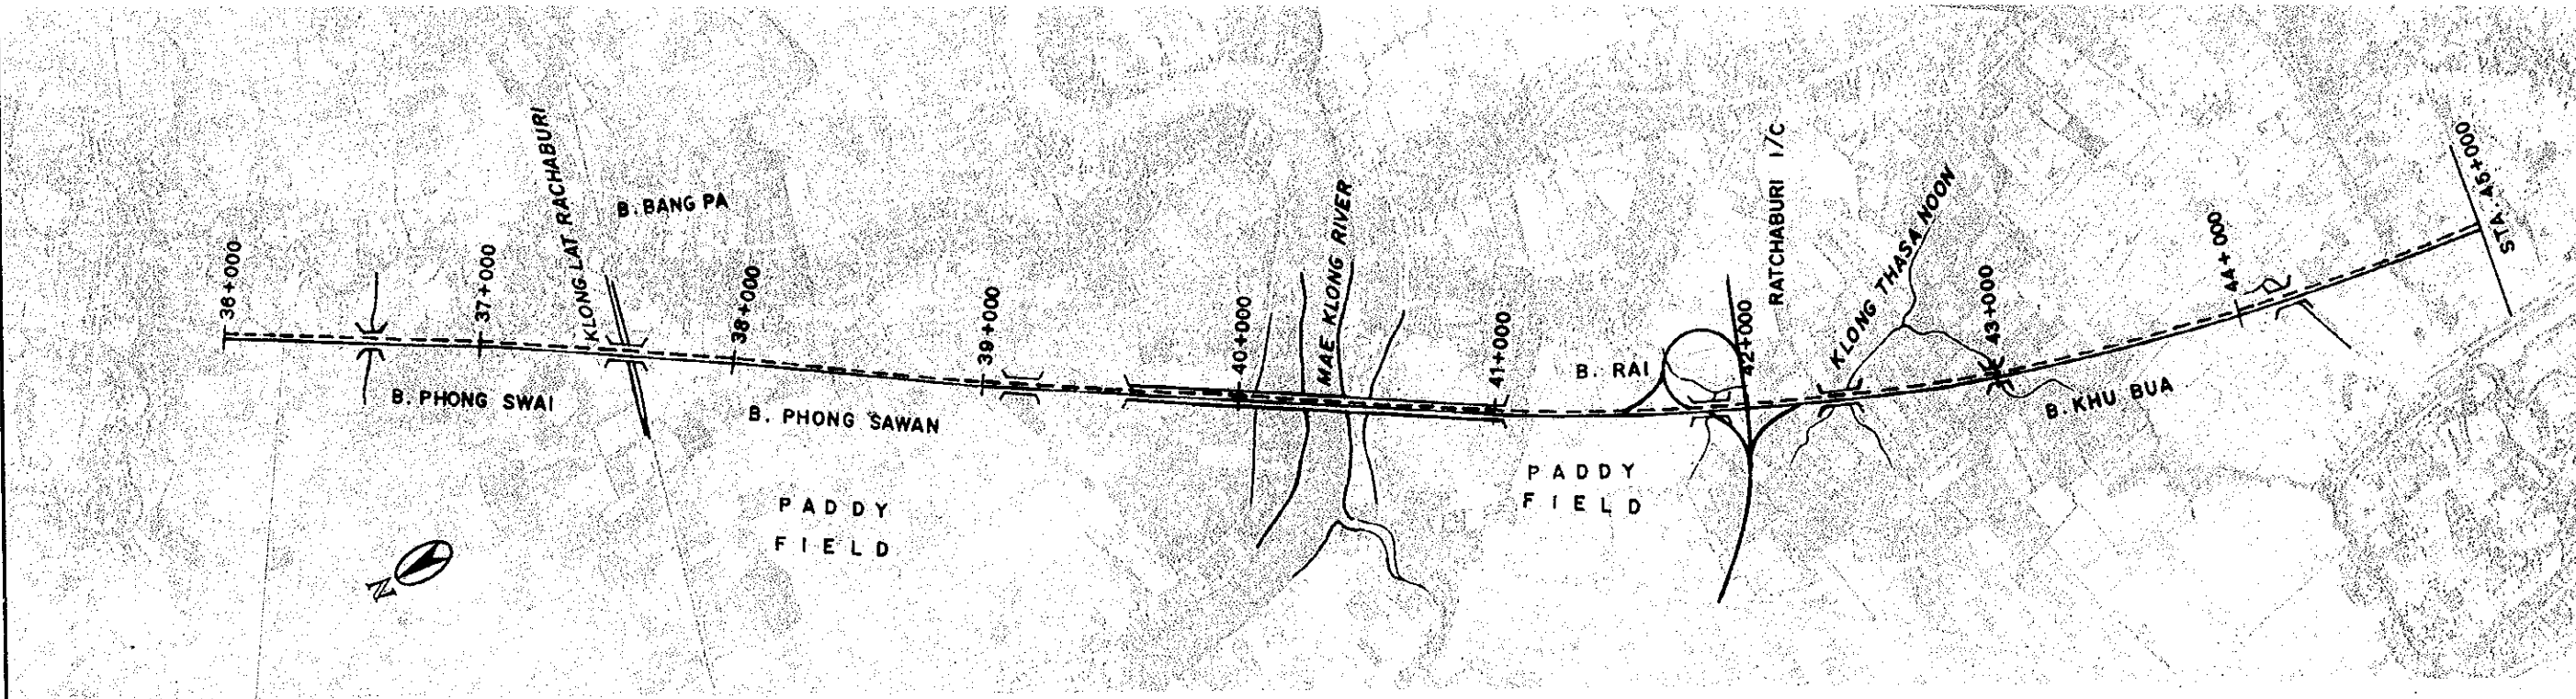 36+000
37+000
KLONG LAT RACHABURI
B. BANG PA
38+000
39+000
40+000
MAE KLONG RIVER
41+000
B. RAI
42+000
RATCHABURI I/C
KLONG THASA NOON
43+000
44+000
STA. 45+000
B. PHONG SWAI
B. PHONG SAWAN
B. KHU BUA
PADDY
FIELD
PADDY
FIELD
N